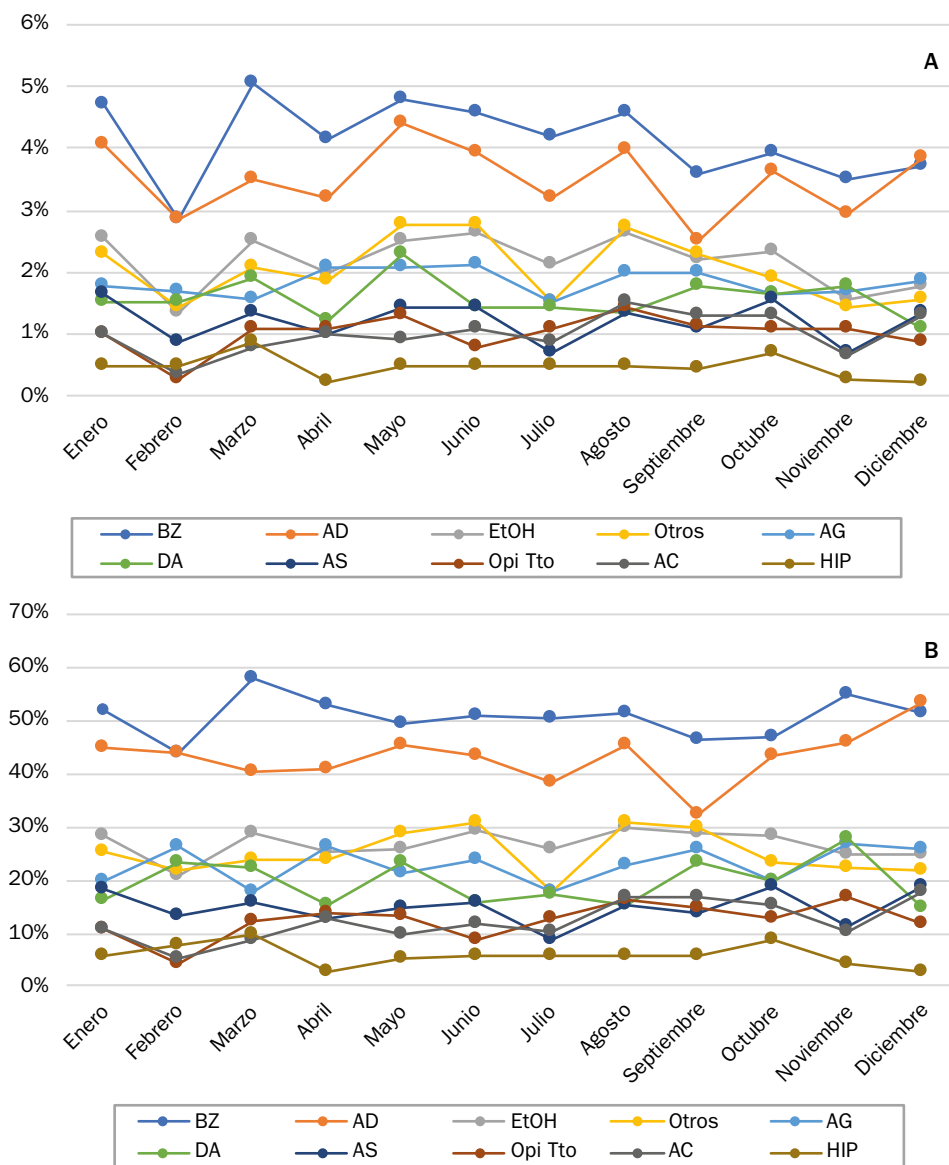 6%
A
5%
4%
3%
2%
1%
0%
Enero
Febrero
Marzo
Abril
Mayo
Junio
Julio
Agosto
Septiembre
Octubre
Noviembre
Diciembre
BZ AD EtOH Otros AG
DA AS Opi Tto AC HIP
70%
B
60%
50%
40%
30%
20%
10%
0%
Enero
Febrero
Marzo
Abril
Mayo
Junio
Julio
Agosto
Septiembre
Octubre
Noviembre
Diciembre
BZ AD EtOH Otros AG
DA AS Opi Tto AC HIP